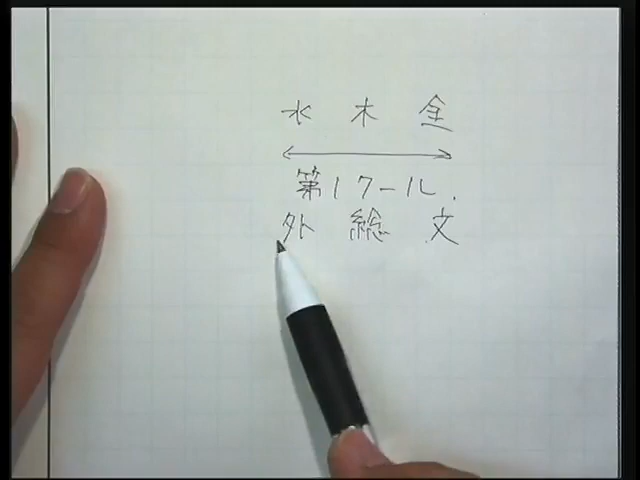 水 木 金
第1クール.
外 総 文